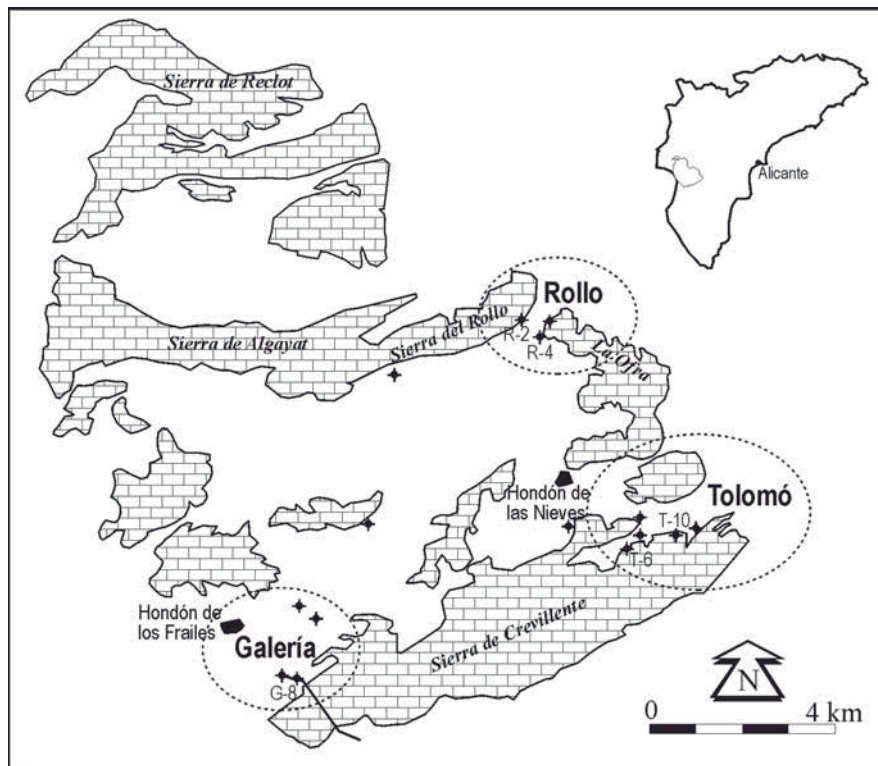 Sierra de Reclot
Alicante
Rollo
Sierra de Algayat
Sierra del Rollo
R-2
R-4
La Ofra
Hondón de
las Nieves
Tolomó
T-10
T-6
Hondón de
los Frailes
Galería
G-8
Sierra de Crevillente
N
0 4 km